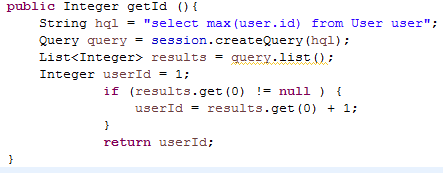 public Integer getId (){
String hql = "select max(user.id) from User user";
Query query = session.createQuery(hql);
List<Integer> results = query.list();
Integer userId = 1;
if (results.get(0) != null ) {
userId = results.get(0) + 1;
}
return userId;
}